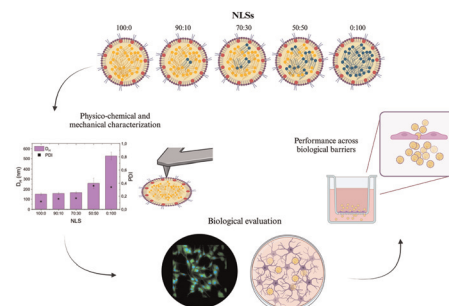 NLSs
100:0 90:10 70:30 50:50 0:100
Physico-chemical and
mechanical characterization
Performance across
biological barriers
DH
PDI
DH (nm)
600
500
400
300
200
100
0
PDI
1,0
0,8
0,6
0,4
0,2
0,0
100:0 90:10 70:30 50:50 0:100
NLS
Biological evaluation